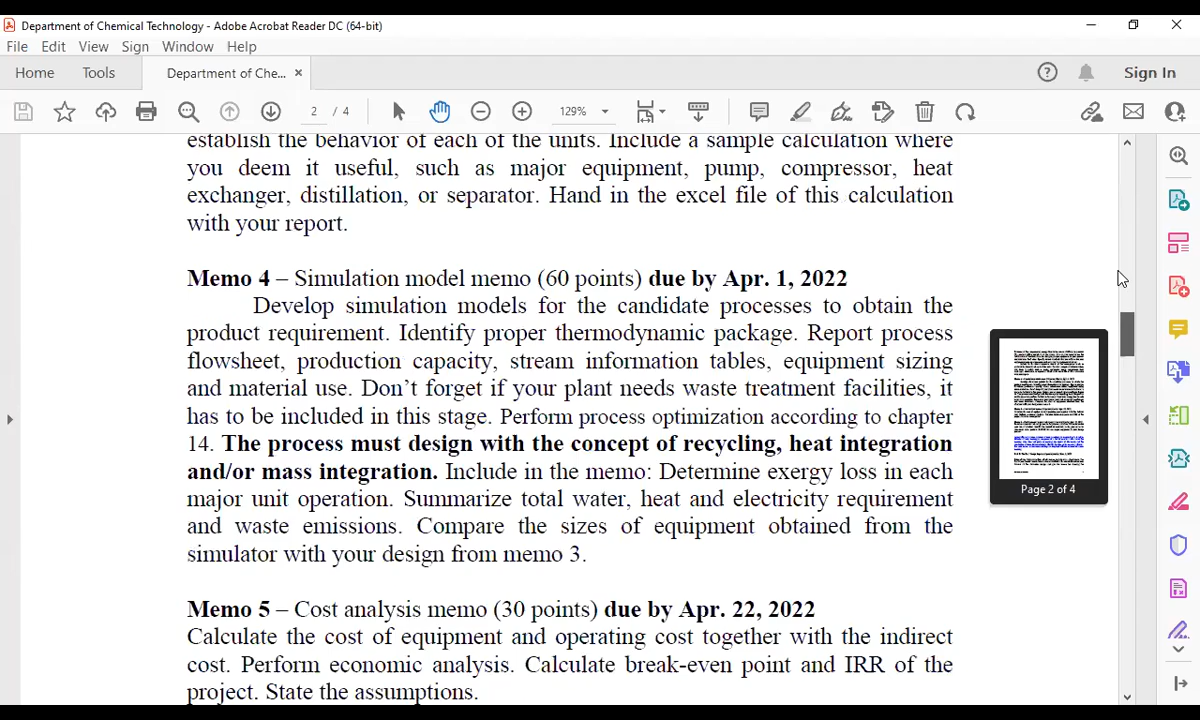 Department of Chemical Technology - Adobe Acrobat Reader DC (64-bit)
File Edit View Sign Window Help
Home Tools Department of Che... × Sign In
2 / 4 129%
establish the behavior of each of the units. Include a sample calculation where
you deem it useful, such as major equipment, pump, compressor, heat
exchanger, distillation, or separator. Hand in the excel file of this calculation
with your report.
Memo 4 – Simulation model memo (60 points) due by Apr. 1, 2022
Develop simulation models for the candidate processes to obtain the
product requirement. Identify proper thermodynamic package. Report process
flowsheet, production capacity, stream information tables, equipment sizing
and material use. Don't forget if your plant needs waste treatment facilities, it
has to be included in this stage. Perform process optimization according to chapter
14. The process must design with the concept of recycling, heat integration
and/or mass integration. Include in the memo: Determine exergy loss in each
major unit operation. Summarize total water, heat and electricity requirement
and waste emissions. Compare the sizes of equipment obtained from the
simulator with your design from memo 3.
Memo 5 – Cost analysis memo (30 points) due by Apr. 22, 2022
Calculate the cost of equipment and operating cost together with the indirect
cost. Perform economic analysis. Calculate break-even point and IRR of the
project. State the assumptions.
Page 2 of 4